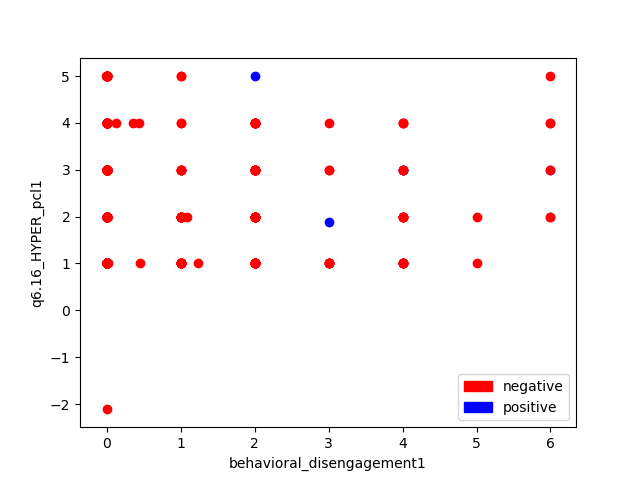 5
4
3
2
1
0
−1
−2
q6.16_HYPER_pcl1
negative
positive
0 1 2 3 4 5 6
behavioral_disengagement1